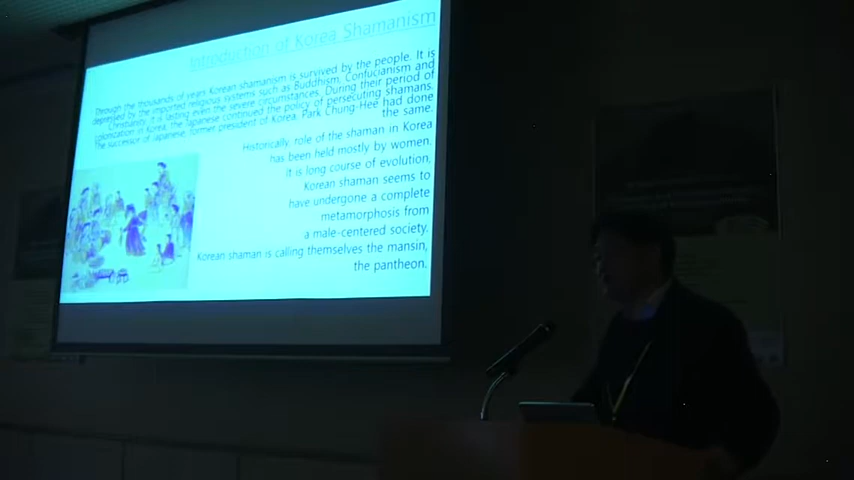 Introduction of Korea Shamanism
Through the thousands of years Korean shamanism is survived by the people. It is
depressed by the imported religious systems such as Buddhism, Confucianism and
Christianity. it is lasting even the severe circumstances. During their period of
colonization in Korea, the Japanese continued the policy of persecuting shamans.
The successor of Japanese, former president of Korea, Park Chung-Hee had done
the same.
Historically, role of the shaman in Korea
has been held mostly by women.
It is long course of evolution,
Korean shaman seems to
have undergone a complete
metamorphosis from
a male-centered society.
Korean shaman is calling themselves the mansin,
the pantheon.